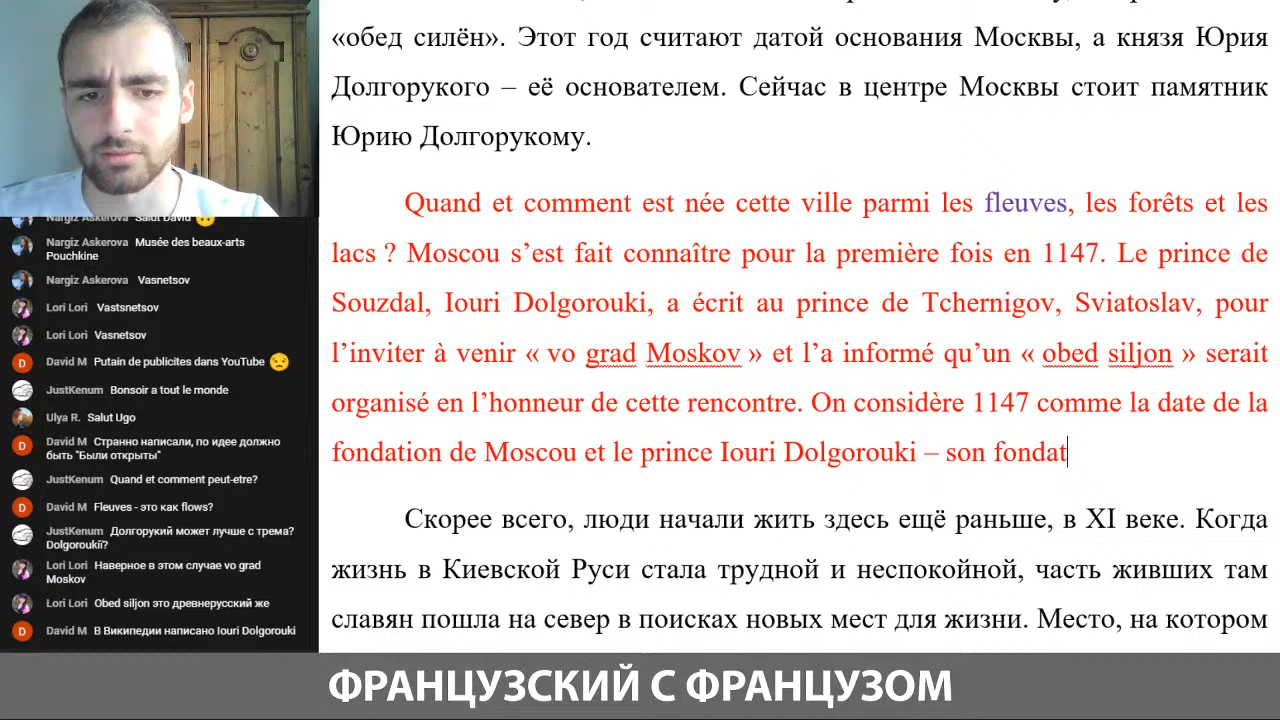 «обед силён». Этот год считают датой основания Москвы, а князя Юрия
Долгорукого – её основателем. Сейчас в центре Москвы стоит памятник
Юрию Долгорукому.
Quand et comment est née cette ville parmi les fleuves, les forêts et les
lacs ? Moscou s’est fait connaître pour la première fois en 1147. Le prince de
Souzdal, Iouri Dolgorouki, a écrit au prince de Tchernigov, Sviatoslav, pour
l’inviter à venir « vo grad Moskov » et l’a informé qu’un « obed siljon » serait
organisé en l’honneur de cette rencontre. On considère 1147 comme la date de la
fondation de Moscou et le prince Iouri Dolgorouki – son fondat
Скорее всего, люди начали жить здесь ещё раньше, в XI веке. Когда
жизнь в Киевской Руси стала трудной и неспокойной, часть живших там
славян пошла на север в поисках новых мест для жизни. Место, на котором
Nargiz Askerova Salut David
Nargiz Askerova Musée des beaux-arts
Pouchkine
Nargiz Askerova Vasnetsov
Lori Lori Vastsnetsov
Lori Lori Vasnetsov
D David M Putain de publicites dans YouTube
JustKenum Bonsoir a tout le monde
Ulya R. Salut Ugo
D David M Странно написали, по идее должно
быть "Были открыты"
JustKenum Quand et comment peut-etre?
D David M Fleuves - это как flows?
JustKenum Долгорукий может лучше с трема?
Dolgoroukiï?
Lori Lori Наверное в этом случае vo grad
Moskov
Lori Lori Obed siljon это древнерусский же
D David M В Википедии написано Iouri Dolgorouki
ФРАНЦУЗСКИЙ С ФРАНЦУЗОМ